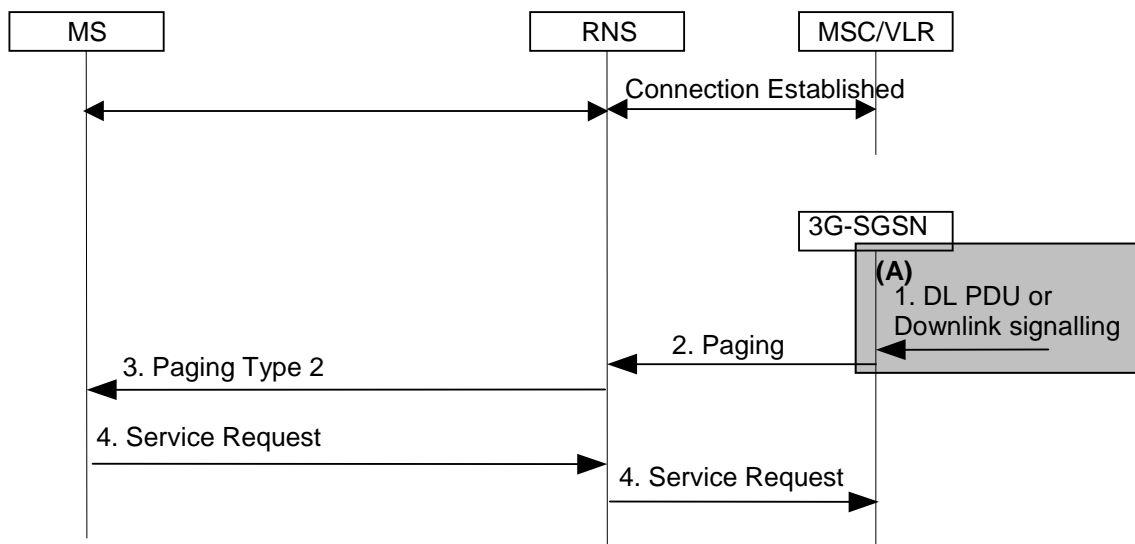 MS
RNS
MSC/VLR
Connection Established
3G-SGSN
(A)
1. DL PDU or
Downlink signalling
2. Paging
3. Paging Type 2
4. Service Request
4. Service Request